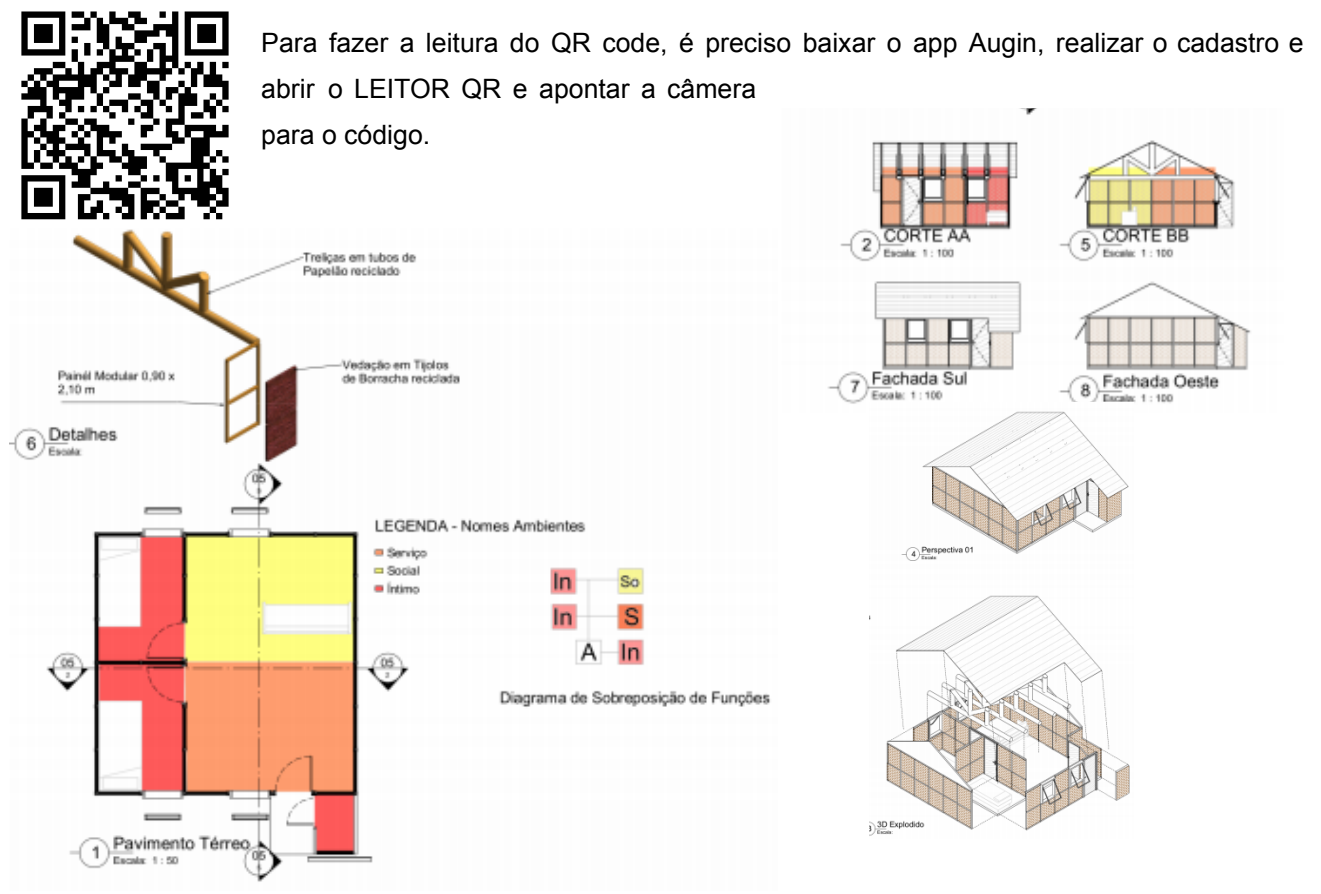 Para fazer a leitura do QR code, é preciso baixar o app Augin, realizar o cadastro e
abrir o LEITOR QR e apontar a câmera
para o código.
2
CORTE AA
Escala: 1 : 100
5
CORTE BB
Escala: 1 : 100
Treliças em tubos de
Papelão reciclado
Painél Modular 0,90 x
2,10 m
Vedação em Tijolos
de Borracha reciclada
6
Detalhes
Escala:
7
Fachada Sul
Escala: 1 : 100
8
Fachada Oeste
Escala: 1 : 100
05
LEGENDA - Nomes Ambientes
Serviço
Social
Íntimo
In
So
In
S
A
In
Diagrama de Sobreposição de Funções
05
2
05
2
4
Perspectiva 01
Escala:
1
Pavimento Térreo
Escala: 1 : 50
05
3D Explodido
Escala: